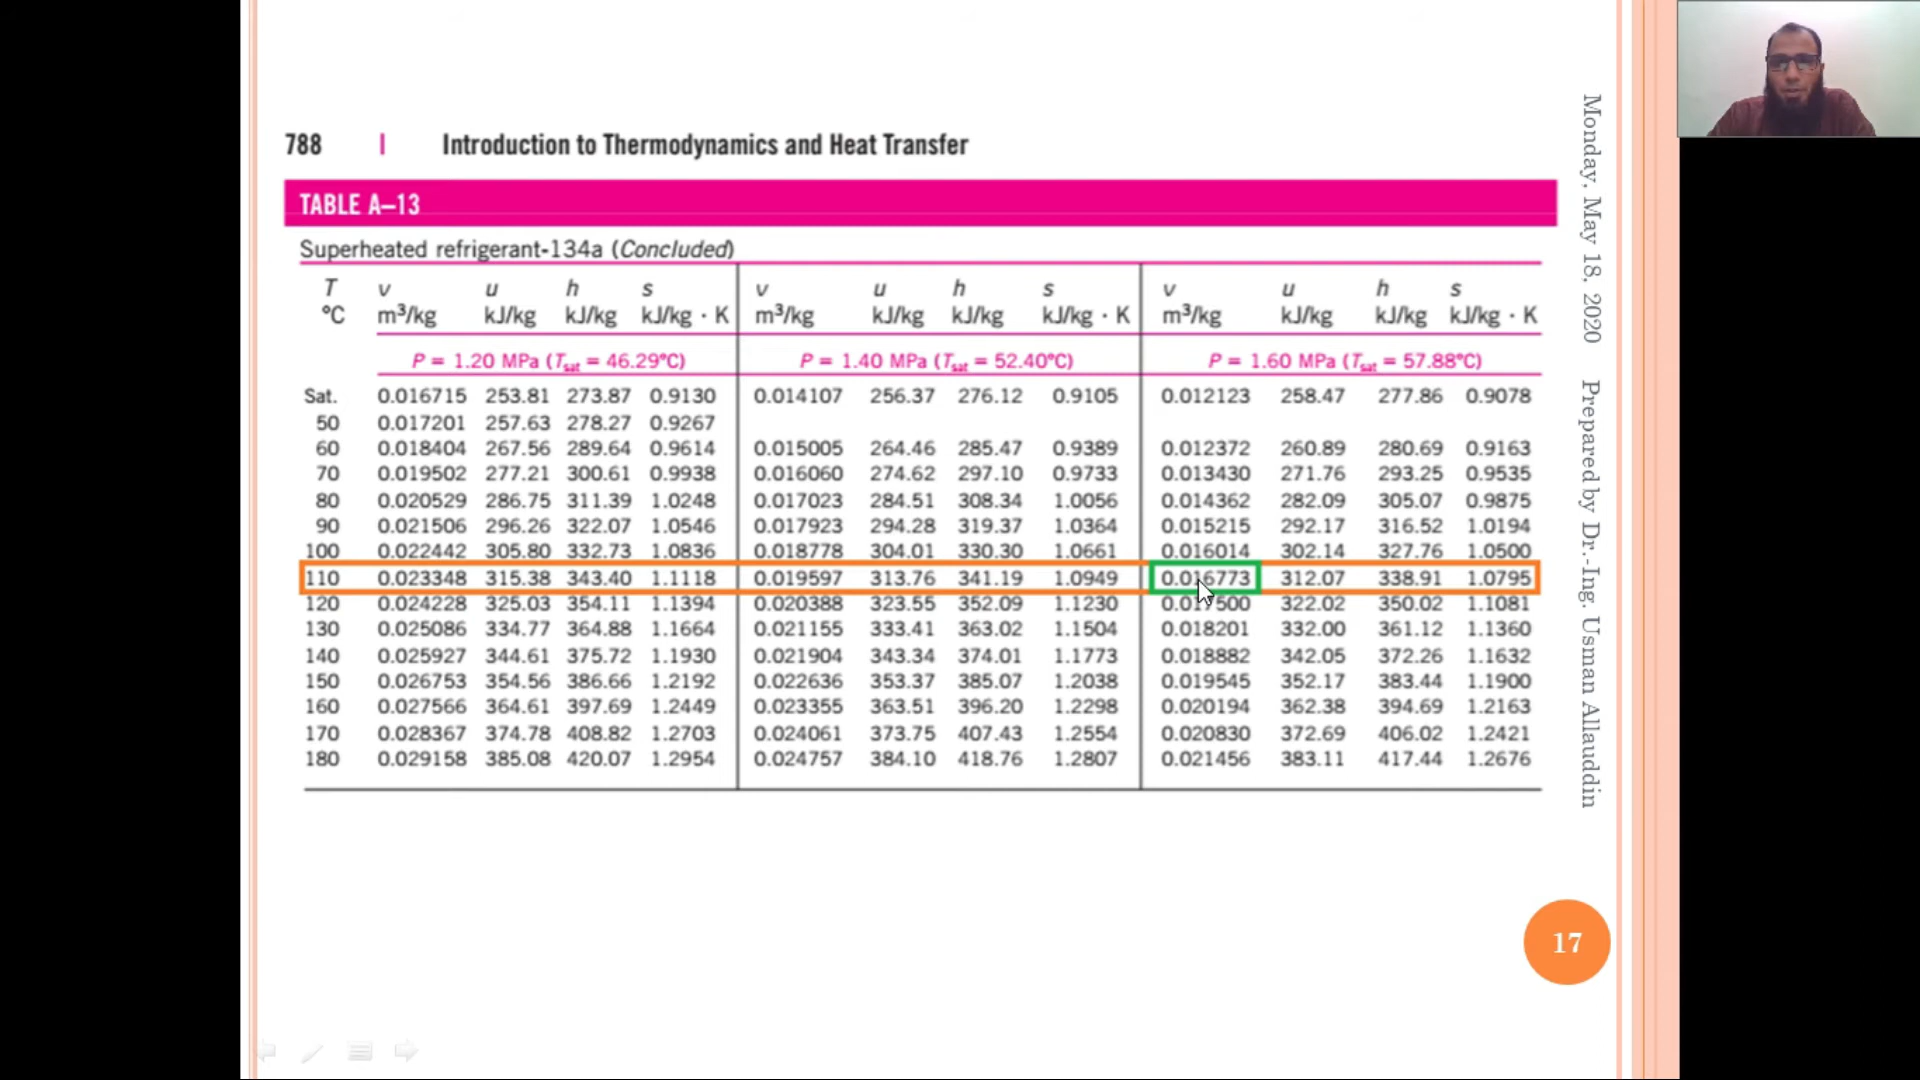 788 | Introduction to Thermodynamics and Heat Transfer
TABLE A–13
Superheated refrigerant-134a (Concluded)
T v u h s v u h s v u h s
°C m³/kg kJ/kg kJ/kg kJ/kg · K m³/kg kJ/kg kJ/kg kJ/kg · K m³/kg kJ/kg kJ/kg kJ/kg · K
P = 1.20 MPa (Tsat = 46.29°C) P = 1.40 MPa (Tsat = 52.40°C) P = 1.60 MPa (Tsat = 57.88°C)
Sat. 0.016715 253.81 273.87 0.9130 0.014107 256.37 276.12 0.9105 0.012123 258.47 277.86 0.9078
50 0.017201 257.63 278.27 0.9267
60 0.018404 267.56 289.64 0.9614 0.015005 264.46 285.47 0.9389 0.012372 260.89 280.69 0.9163
70 0.019502 277.21 300.61 0.9938 0.016060 274.62 297.10 0.9733 0.013430 271.76 293.25 0.9535
80 0.020529 286.75 311.39 1.0248 0.017023 284.51 308.34 1.0056 0.014362 282.09 305.07 0.9875
90 0.021506 296.26 322.07 1.0546 0.017923 294.28 319.37 1.0364 0.015215 292.17 316.52 1.0194
100 0.022442 305.80 332.73 1.0836 0.018778 304.01 330.30 1.0661 0.016014 302.14 327.76 1.0500
110 0.023348 315.38 343.40 1.1118 0.019597 313.76 341.19 1.0949 0.016773 312.07 338.91 1.0795
120 0.024228 325.03 354.11 1.1394 0.020388 323.55 352.09 1.1230 0.017500 322.02 350.02 1.1081
130 0.025086 334.77 364.88 1.1664 0.021155 333.41 363.02 1.1504 0.018201 332.00 361.12 1.1360
140 0.025927 344.61 375.72 1.1930 0.021904 343.34 374.01 1.1773 0.018882 342.05 372.26 1.1632
150 0.026753 354.56 386.66 1.2192 0.022636 353.37 385.07 1.2038 0.019545 352.17 383.44 1.1900
160 0.027566 364.61 397.69 1.2449 0.023355 363.51 396.20 1.2298 0.020194 362.38 394.69 1.2163
170 0.028367 374.78 408.82 1.2703 0.024061 373.75 407.43 1.2554 0.020830 372.69 406.02 1.2421
180 0.029158 385.08 420.07 1.2954 0.024757 384.10 418.76 1.2807 0.021456 383.11 417.44 1.2676
Monday, May 18, 2020 Prepared by Dr.-Ing. Usman Allauddin
17